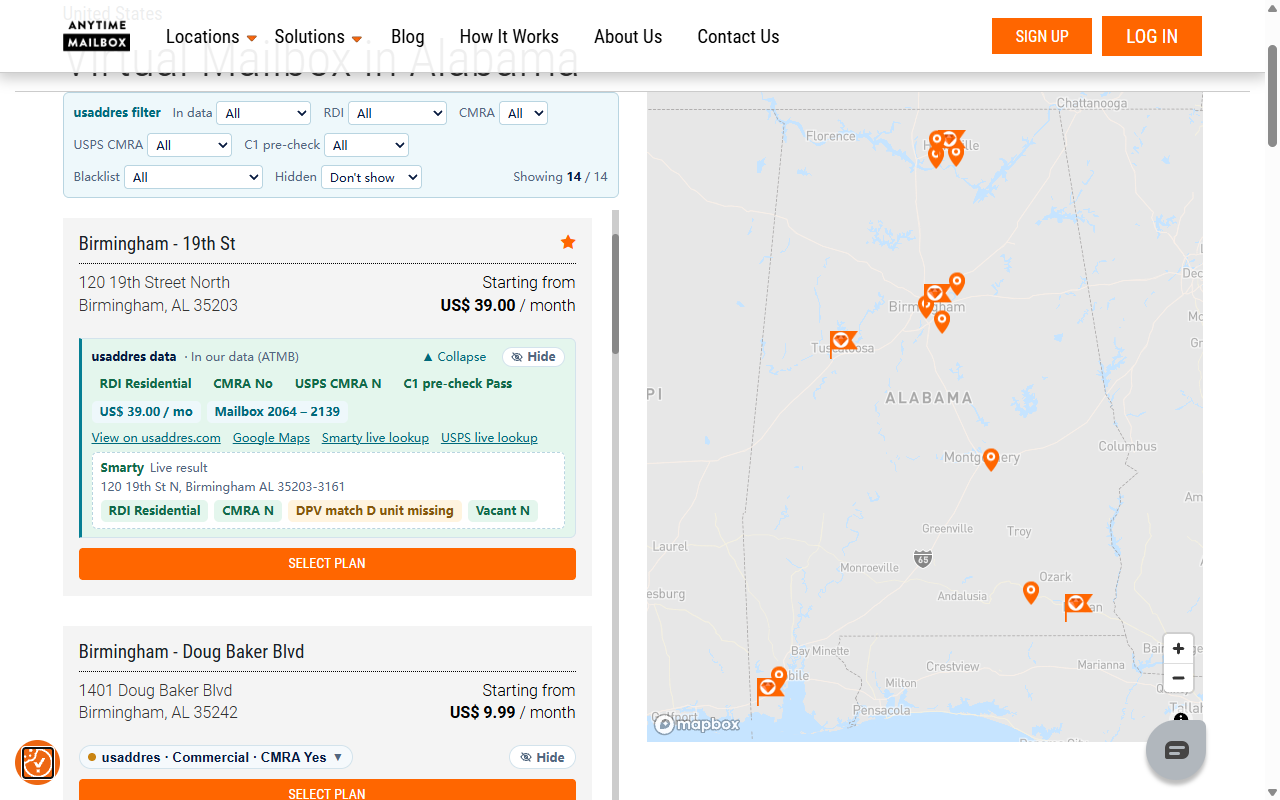 United States
ANYTIME
MAILBOX
Locations
Solutions
Blog
How It Works
About Us
Contact Us
SIGN UP
LOG IN
Virtual Mailbox in Alabama
usaddres filter In data All RDI All CMRA All
USPS CMRA All C1 pre-check All
Blacklist All Hidden Don't show Showing 14 / 14
Birmingham - 19th St
120 19th Street North
Birmingham, AL 35203
Starting from
US$ 39.00 / month
usaddres data · In our data (ATMB) ▲ Collapse Hide
RDI Residential CMRA No USPS CMRA N C1 pre-check Pass
US$ 39.00 / mo Mailbox 2064 – 2139
View on usaddres.com Google Maps Smarty live lookup USPS live lookup
Smarty Live result
120 19th St N, Birmingham AL 35203-3161
RDI Residential CMRA N DPV match D unit missing Vacant N
SELECT PLAN
Birmingham - Doug Baker Blvd
1401 Doug Baker Blvd
Birmingham, AL 35242
Starting from
US$ 9.99 / month
usaddres · Commercial · CMRA Yes ▼ Hide
SELECT PLAN
Chattanooga
Florence
Birmingham
Tuscaloosa
PI
ALABAMA
Columbus
Montgomery
Greenville
Troy
Laurel
65
Monroeville
Ozark
esburg
Andalusia
Bay Minette
Crestview
Marianna
Milton
Pensacola
mapbox